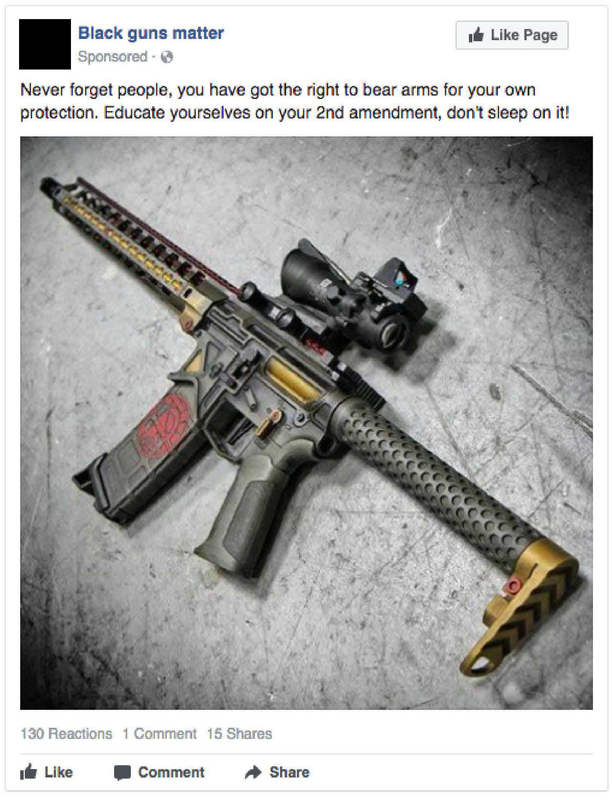 Black guns matter
Like Page
Sponsored ·
Never forget people, you have got the right to bear arms for your own
protection. Educate yourselves on your 2nd amendment, don't sleep on it!
130 Reactions 1 Comment 15 Shares
Like Comment Share